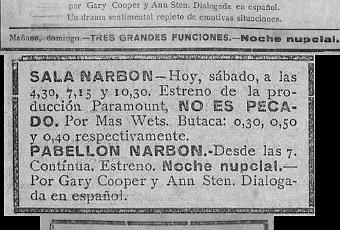 por Gary Cooper y Ann Sten. Dialogada en español.
Un drama sentimental repleto de emotivas situaciones.
Mañana, domingo.—TRES GRANDES FUNCIONES.—Noche nupcial.
SALA NARBON—Hoy, sábado, a las
4,30, 7,15 y 10,30. Estreno de la pro-
ducción Paramount, NO ES PECA-
DO. Por Mas Wets. Butaca: 0,30, 0,50
y 0,40 respectivamente.
PABELLON NARBON.-Desde las 7.
Contínua. Estreno. Noche nupcial.—
Por Gary Cooper y Ann Sten. Dialoga-
da en español.